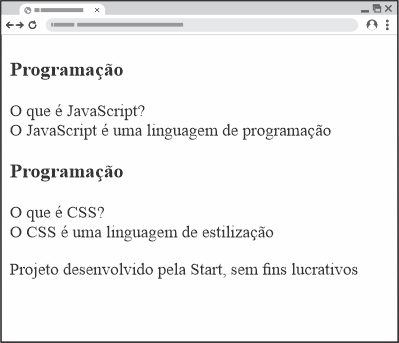 Programação
O que é JavaScript?
O JavaScript é uma linguagem de programação
Programação
O que é CSS?
O CSS é uma linguagem de estilização
Projeto desenvolvido pela Start, sem fins lucrativos